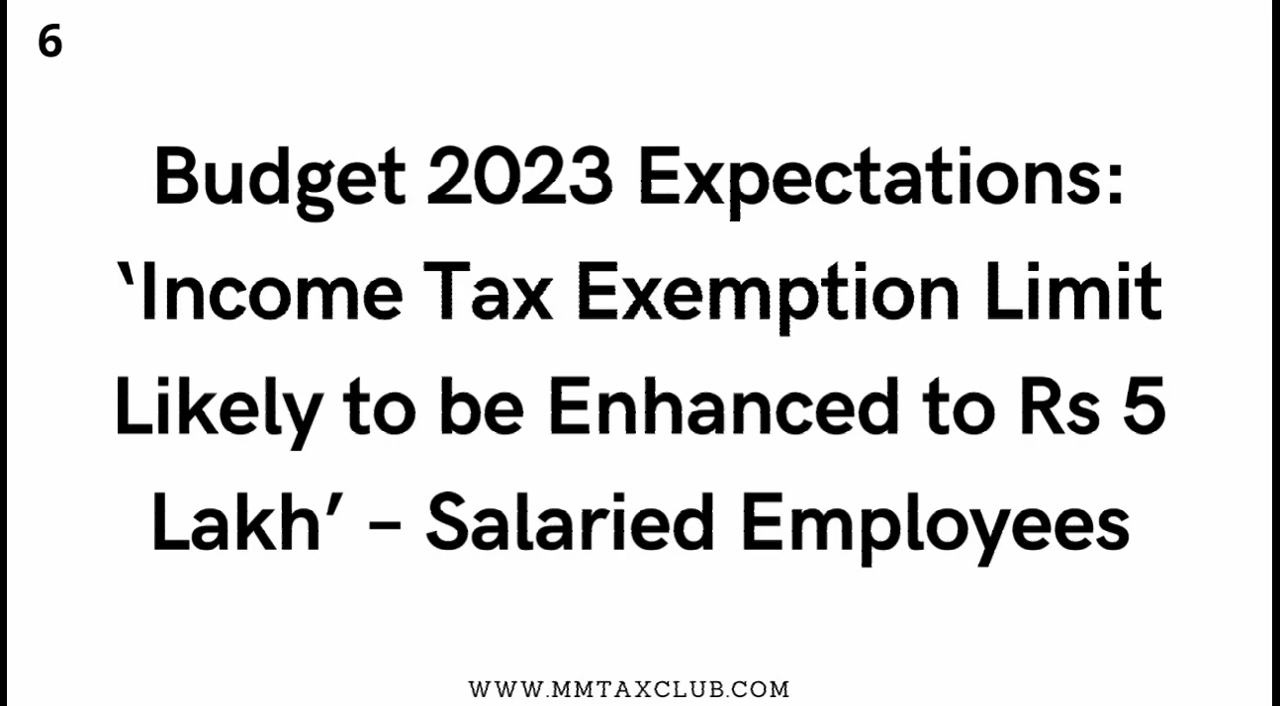 6
Budget 2023 Expectations:
‘Income Tax Exemption Limit
Likely to be Enhanced to Rs 5
Lakh’ – Salaried Employees
WWW.MMTAXCLUB.COM